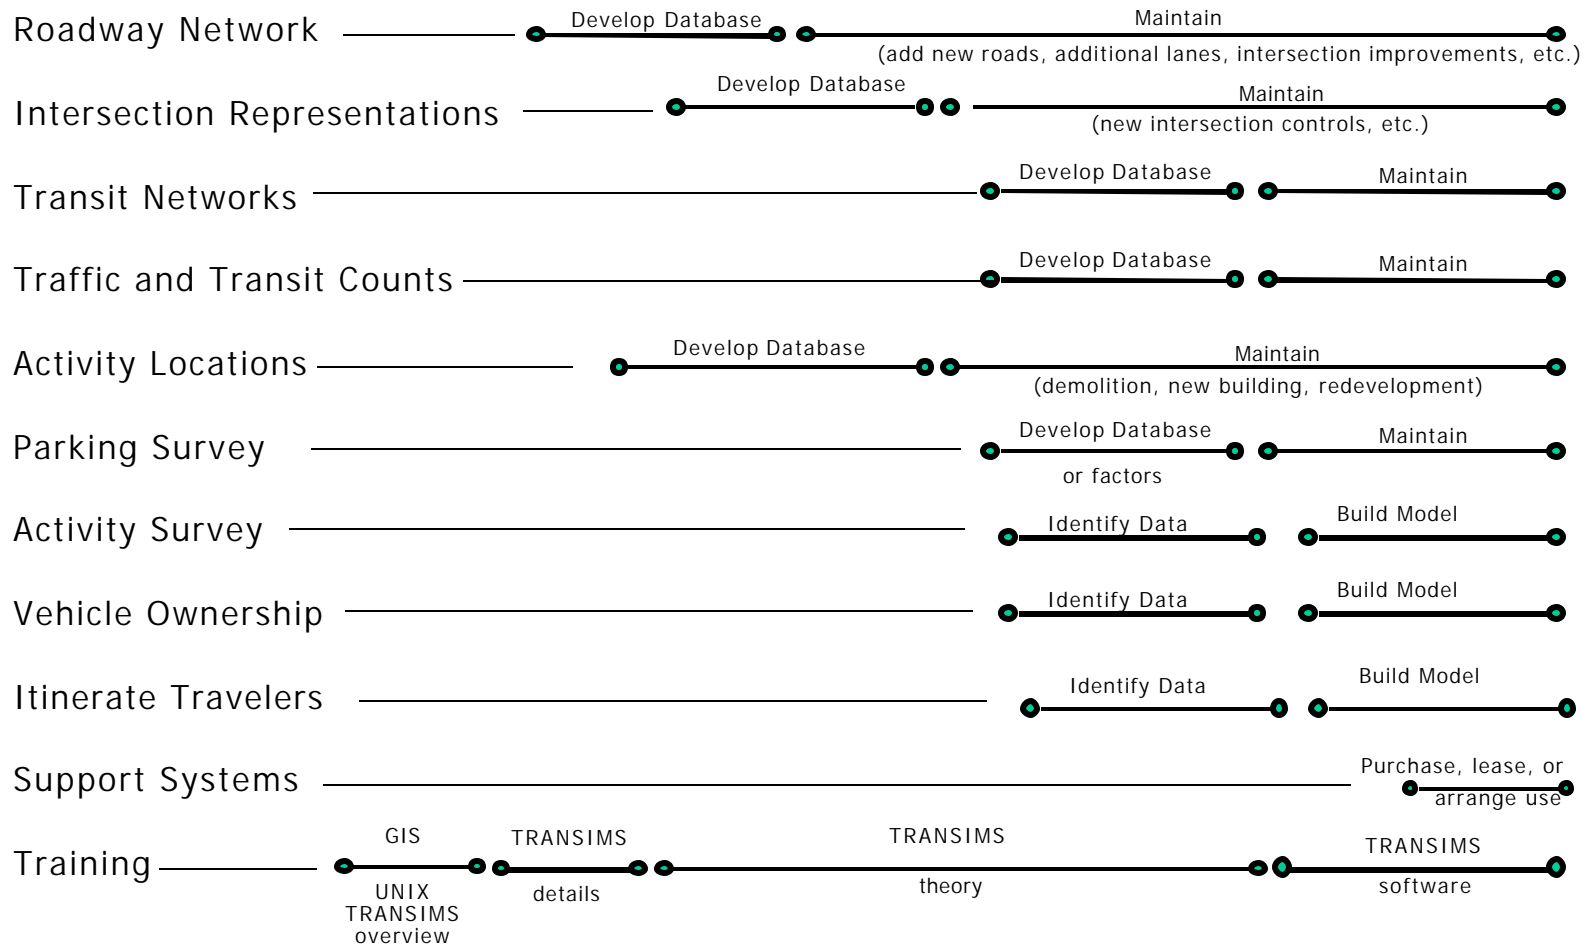 Roadway Network
Develop Database
Maintain
(add new roads, additional lanes, intersection improvements, etc.)
Intersection Representations
Develop Database
Maintain
(new intersection controls, etc.)
Transit Networks
Develop Database
Maintain
Traffic and Transit Counts
Develop Database
Maintain
Activity Locations
Develop Database
Maintain
(demolition, new building, redevelopment)
Parking Survey
Develop Database
or factors
Maintain
Activity Survey
Identify Data
Build Model
Vehicle Ownership
Identify Data
Build Model
Itinerate Travelers
Identify Data
Build Model
Support Systems
Purchase, lease, or
arrange use
Training
GIS
UNIX
TRANSIMS
overview
TRANSIMS
details
TRANSIMS
theory
TRANSIMS
software